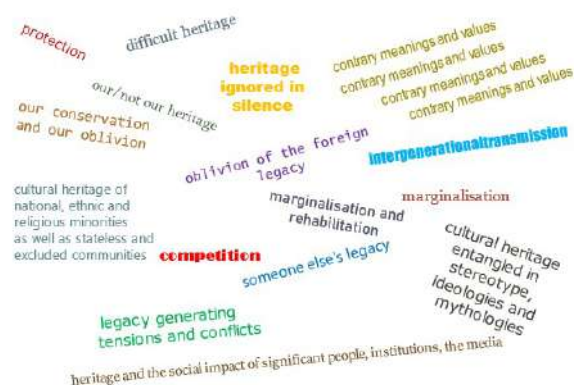 protection
difficult heritage
heritage
ignored in
silence
contrary meanings and values
contrary meanings and values
contrary meanings and values
contrary meanings and values
our/not our heritage
our conservation
and our oblivion
oblivion of the foreign
legacy
intergenerationaltransmission
cultural heritage of
national, ethnic and
religious minorities
as well as stateless and
excluded communities
marginalisation and
rehabilitation
marginalisation
competition
someone else's legacy
cultural heritage
entangled in
stereotype,
ideologies and
mythologies
legacy generating
tensions and conflicts
heritage and the social impact of significant people, institutions, the media